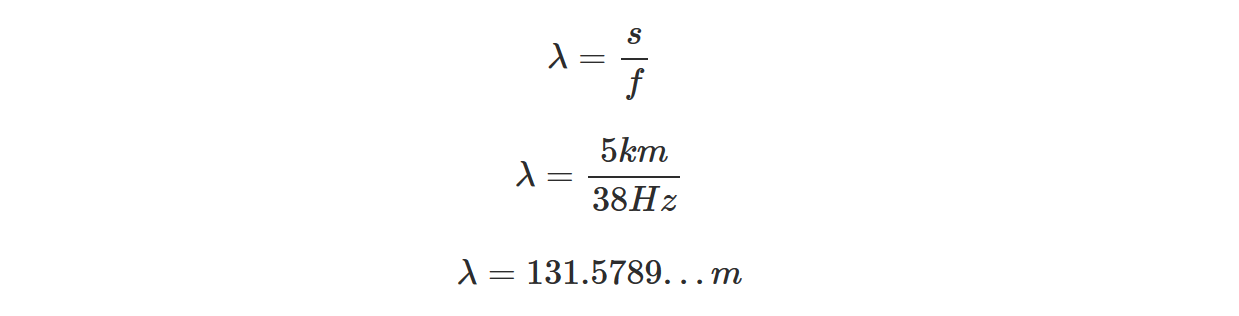 λ = s/f
λ = 5km/38Hz
λ = 131.5789...m